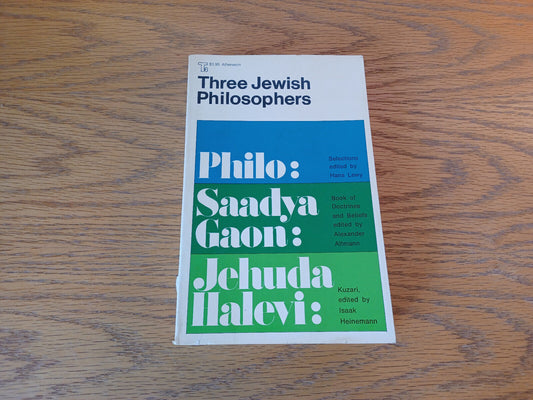 $3.95 Atheneum
Three Jewish
Philosophers
Philo:
Selections
edited by
Hans Lewy
Saadya
Gaon:
Book of
Doctrines
and Beliefs
edited by
Alexander
Altmann
Jehuda
Halevi:
Kuzari,
edited by
Isaak
Heinemann